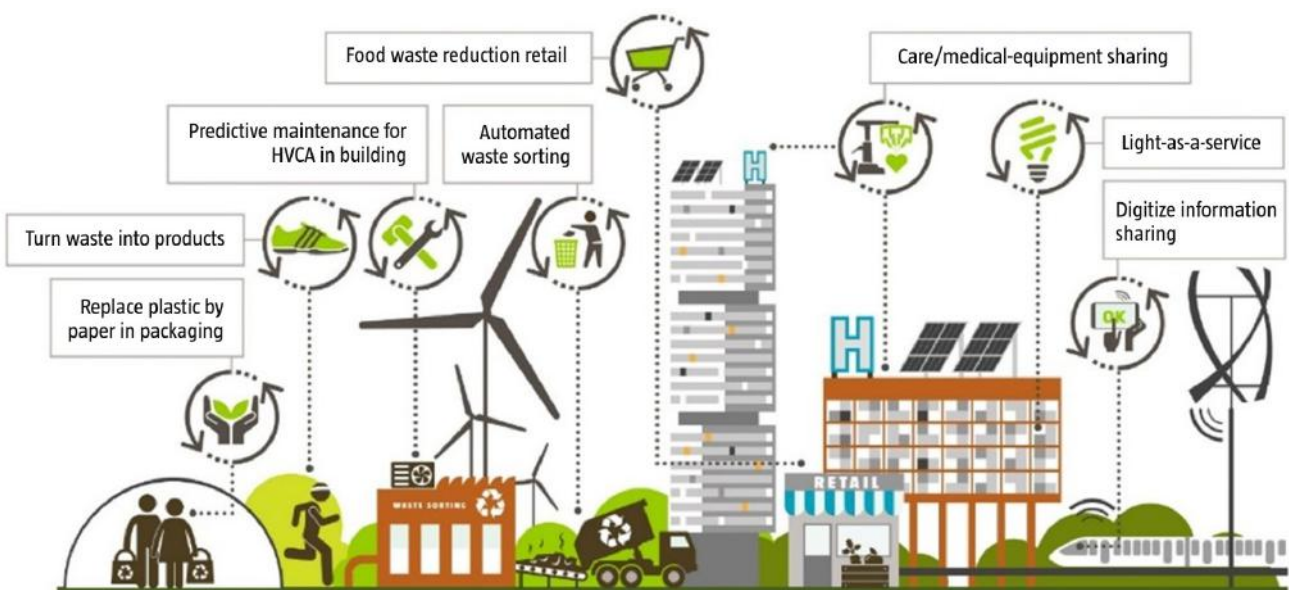 Food waste reduction retail
Care/medical-equipment sharing
Predictive maintenance for
HVCA in building
Automated
waste sorting
Light-as-a-service
Digitize information
sharing
Turn waste into products
Replace plastic by
paper in packaging
OK
H
H
RETAIL
WASTE SORTING